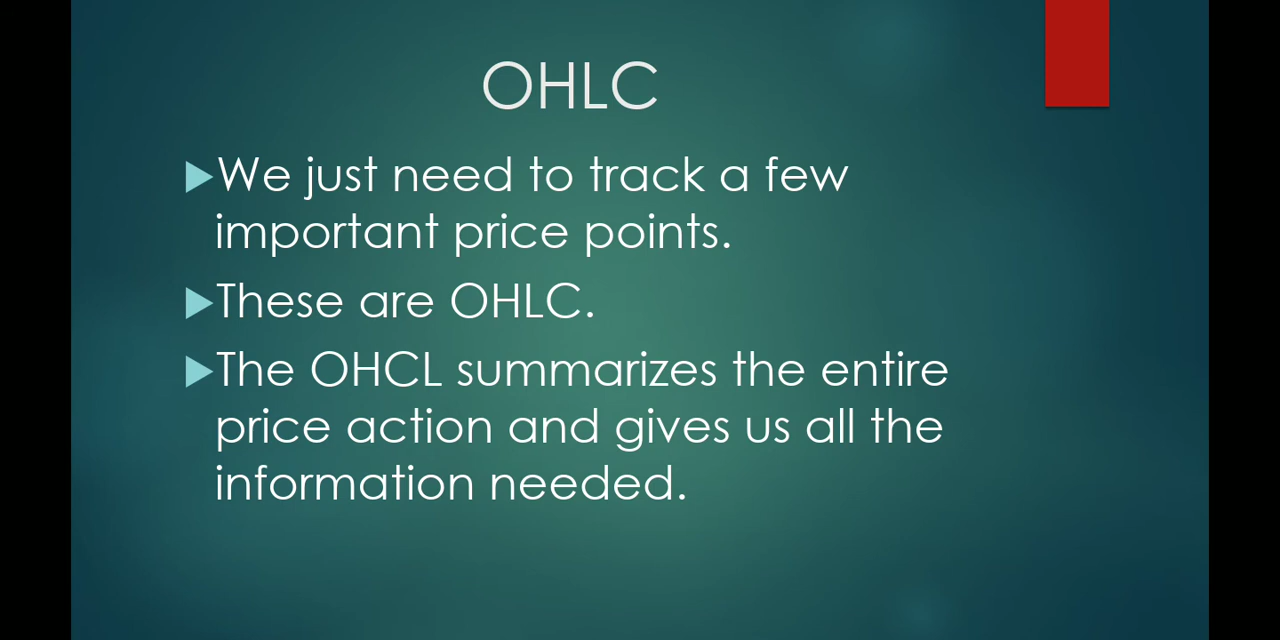 OHLC
We just need to track a few
important price points.
These are OHLC.
The OHCL summarizes the entire
price action and gives us all the
information needed.